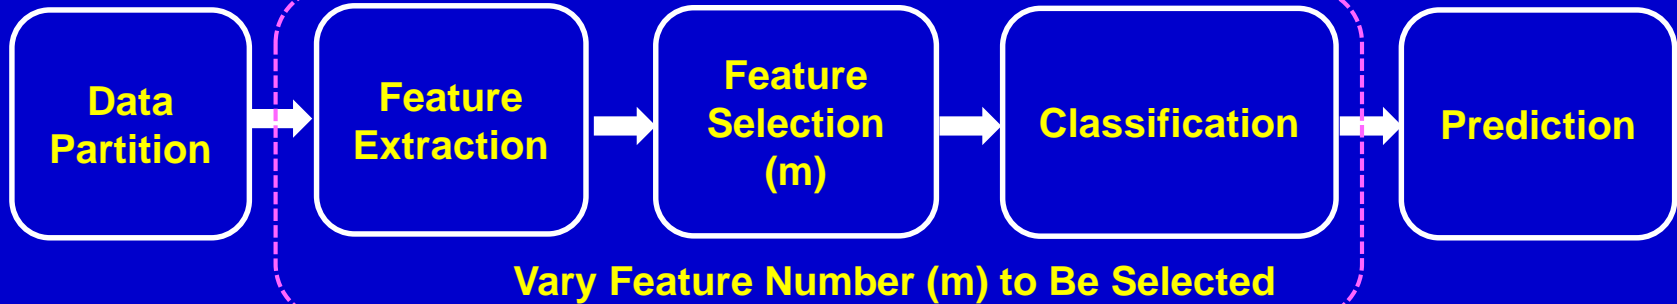 Data
Partition
Feature
Extraction
Feature
Selection
(m)
Classification
Prediction
Vary Feature Number (m) to Be Selected